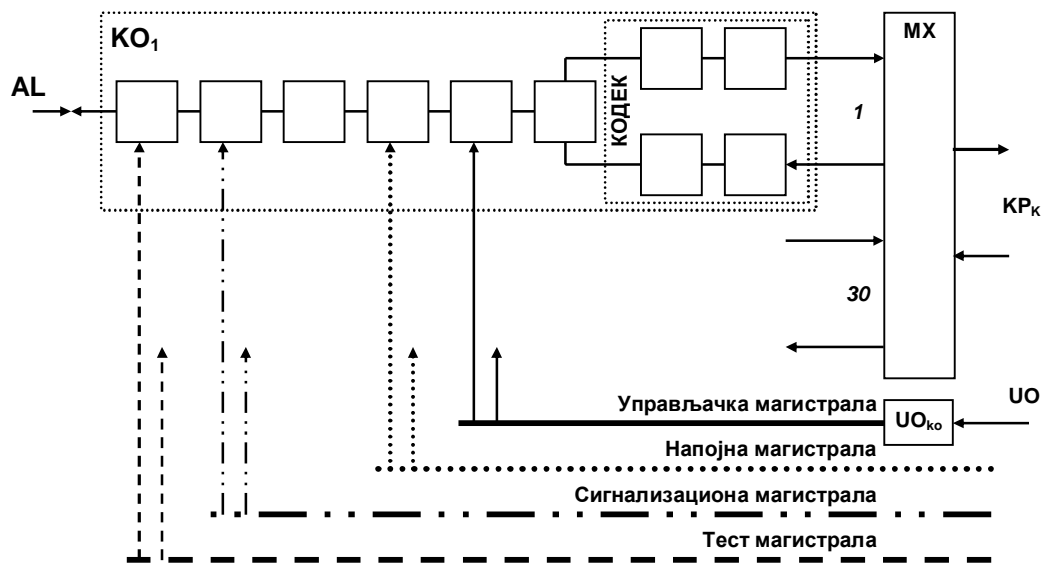 KO1
MX
AL
КОДЕК
1
KPK
30
UO
Управљачка магистрала
UOko
Напојна магистрала
Сигнализациона магистрала
Тест магистрала